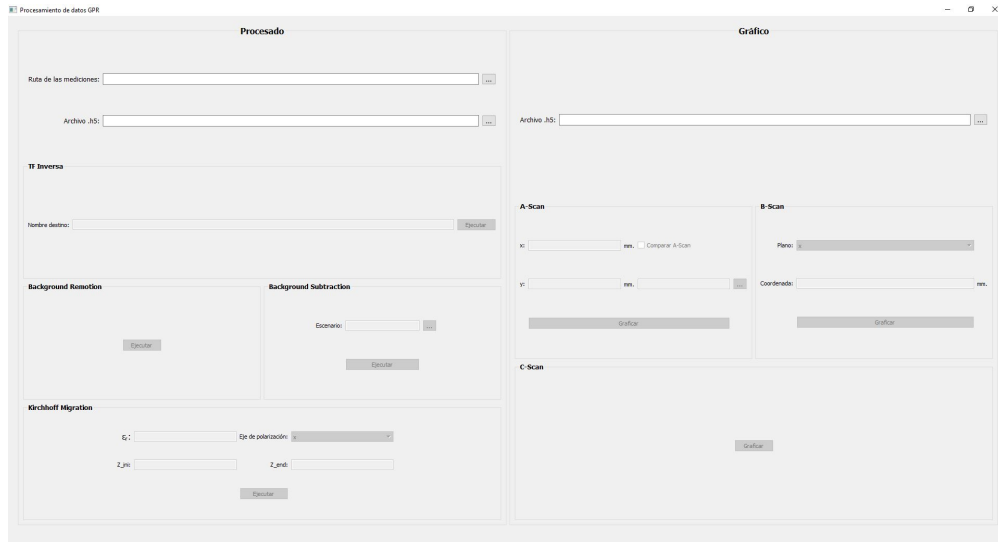 Procesamiento de datos GPR
Procesado
Ruta de las mediciones:
...
Archivo .h5:
...
TF Inversa
Nombre destino:
Ejecutar
Background Remotion
Ejecutar
Background Subtraction
Escenario:
...
Ejecutar
Kirchhoff Migration
εr :
Eje de polarización: x
Z_ini:
Z_end:
Ejecutar
Gráfico
Archivo .h5:
...
A-Scan
x: mm. Comparar A-Scan
y: mm. ...
Graficar
B-Scan
Plano: x
Coordenada: mm.
Graficar
C-Scan
Graficar